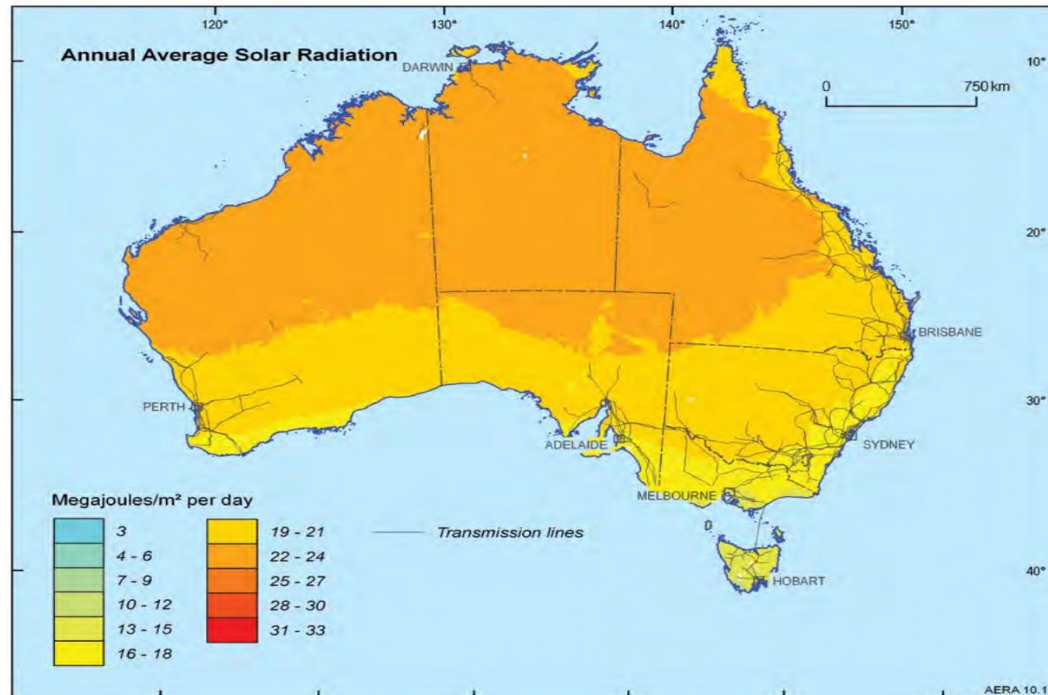 120°
130°
140°
150°
Annual Average Solar Radiation
DARWIN
10°
0
750 km
20°
BRISBANE
30°
PERTH
ADELAIDE
SYDNEY
MELBOURNE
Megajoules/m² per day
3
4 - 6
7 - 9
10 - 12
13 - 15
16 - 18
19 - 21
22 - 24
25 - 27
28 - 30
31 - 33
Transmission lines
HOBART
40°
AERA 10.1